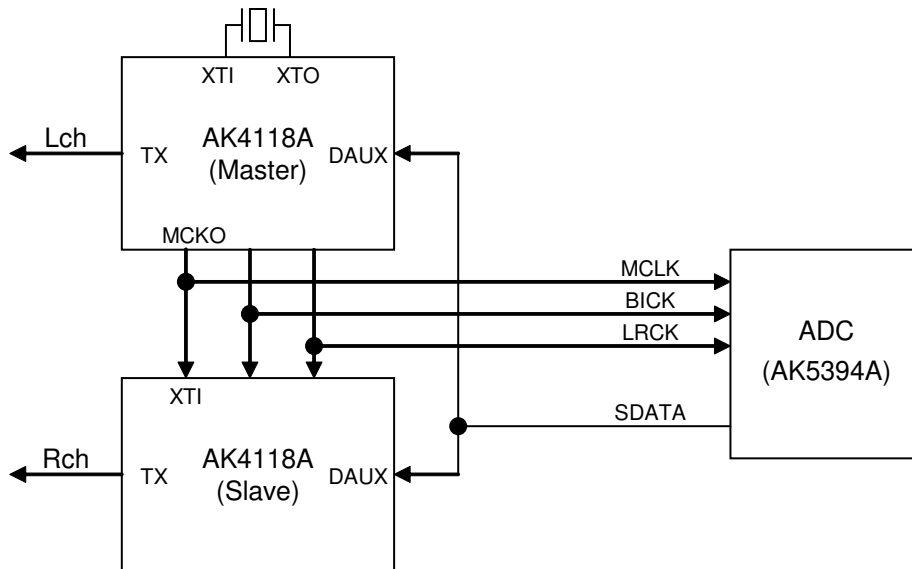 XTI XTO
AK4118A
(Master)
Lch
TX
DAUX
MCKO
MCLK
BICK
LRCK
ADC
(AK5394A)
XTI
SDATA
AK4118A
(Slave)
Rch
TX
DAUX